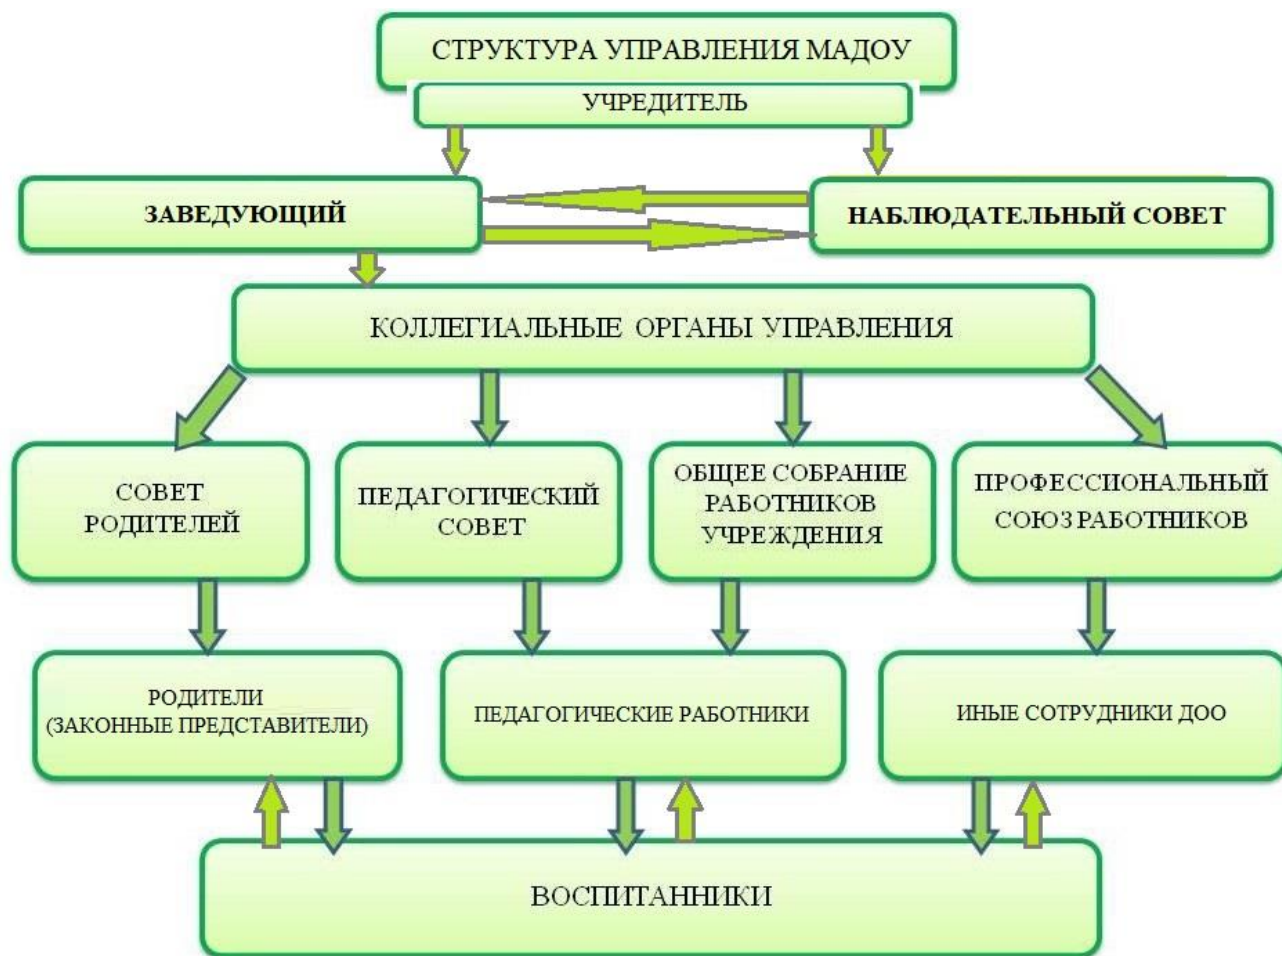 СТРУКТУРА УПРАВЛЕНИЯ МАДОУ
УЧРЕДИТЕЛЬ
ЗАВЕДУЮЩИЙ
НАБЛЮДАТЕЛЬНЫЙ СОВЕТ
КОЛЛЕГИАЛЬНЫЕ ОРГАНЫ УПРАВЛЕНИЯ
СОВЕТ
РОДИТЕЛЕЙ
ПЕДАГОГИЧЕСКИЙ
СОВЕТ
ОБЩЕЕ СОБРАНИЕ
РАБОТНИКОВ
УЧРЕЖДЕНИЯ
ПРОФЕССИОНАЛЬНЫЙ
СОЮЗ РАБОТНИКОВ
РОДИТЕЛИ
(ЗАКОННЫЕ ПРЕДСТАВИТЕЛИ)
ПЕДАГОГИЧЕСКИЕ РАБОТНИКИ
ИНЫЕ СОТРУДНИКИ ДОО
ВОСПИТАННИКИ